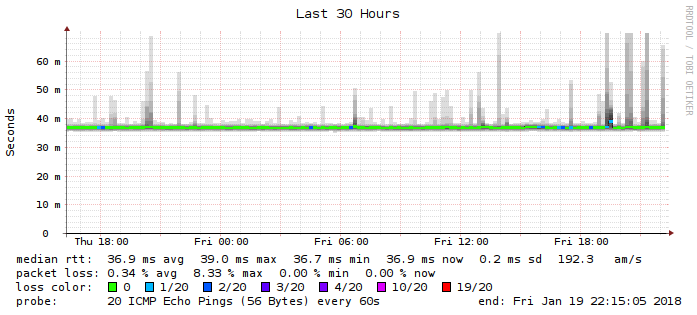 Last 30 Hours
RRDTOOL / TOBI OETIKER
Seconds
60 m
50 m
40 m
30 m
20 m
10 m
0
Thu 18:00 Fri 00:00 Fri 06:00 Fri 12:00 Fri 18:00
median rtt: 36.9 ms avg 39.0 ms max 36.7 ms min 36.9 ms now 0.2 ms sd 192.3 am/s
packet loss: 0.34 % avg 8.33 % max 0.00 % min 0.00 % now
loss color: 0 1/20 2/20 3/20 4/20 10/20 19/20
probe: 20 ICMP Echo Pings (56 Bytes) every 60s end: Fri Jan 19 22:15:05 2018